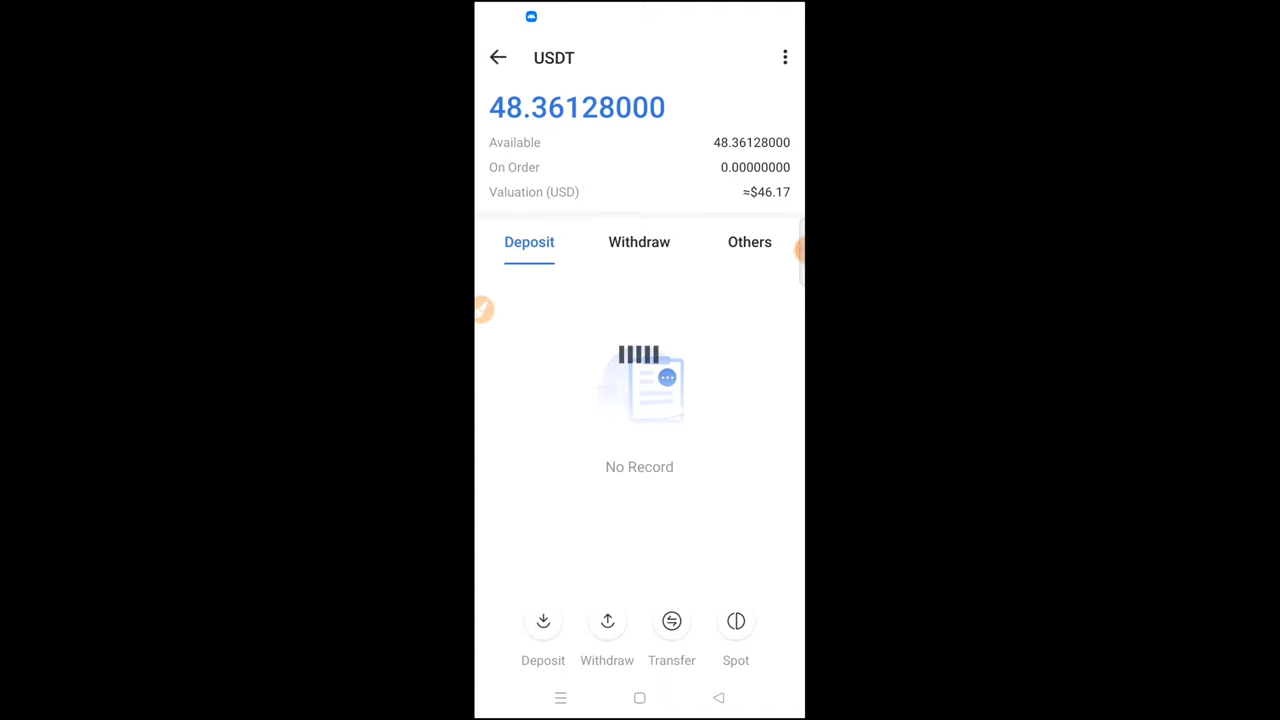 USDT
48.36128000
Available 48.36128000
On Order 0.00000000
Valuation (USD) ≈$46.17
Deposit Withdraw Others
No Record
Deposit Withdraw Transfer Spot